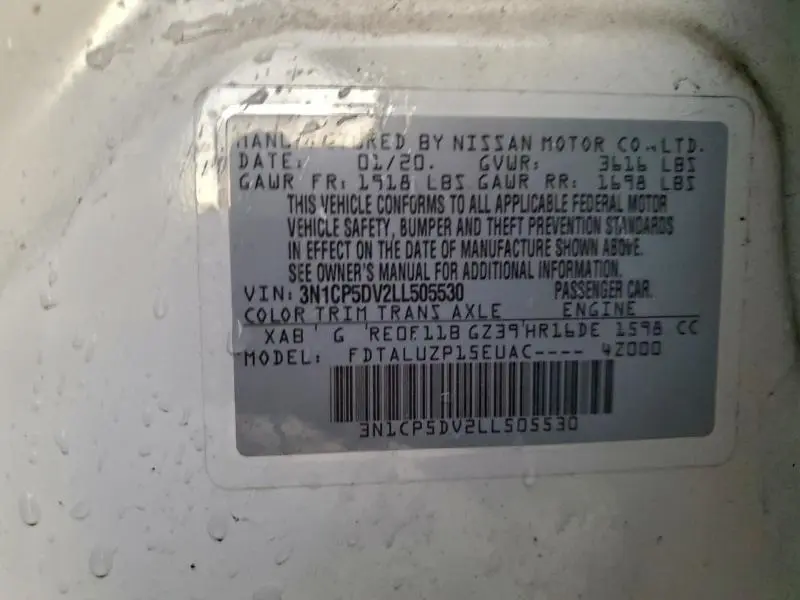 MANUFACTURED BY NISSAN MOTOR CO.,LTD.
DATE: 01/20. GVWR: 3616 LBS
GAWR FR: 1918 LBS GAWR RR: 1698 LBS
THIS VEHICLE CONFORMS TO ALL APPLICABLE FEDERAL MOTOR
VEHICLE SAFETY, BUMPER AND THEFT PREVENTION STANDARDS
IN EFFECT ON THE DATE OF MANUFACTURE SHOWN ABOVE.
SEE OWNER'S MANUAL FOR ADDITIONAL INFORMATION.
VIN: 3N1CP5DV2LL505530 PASSENGER CAR.
COLOR TRIM TRANS AXLE ENGINE
XAB G RE0F11B GZ39 HR16DE 1598 CC
MODEL: FDTALUZP15EUAC---- 4Z000
3N1CP5DV2LL505530